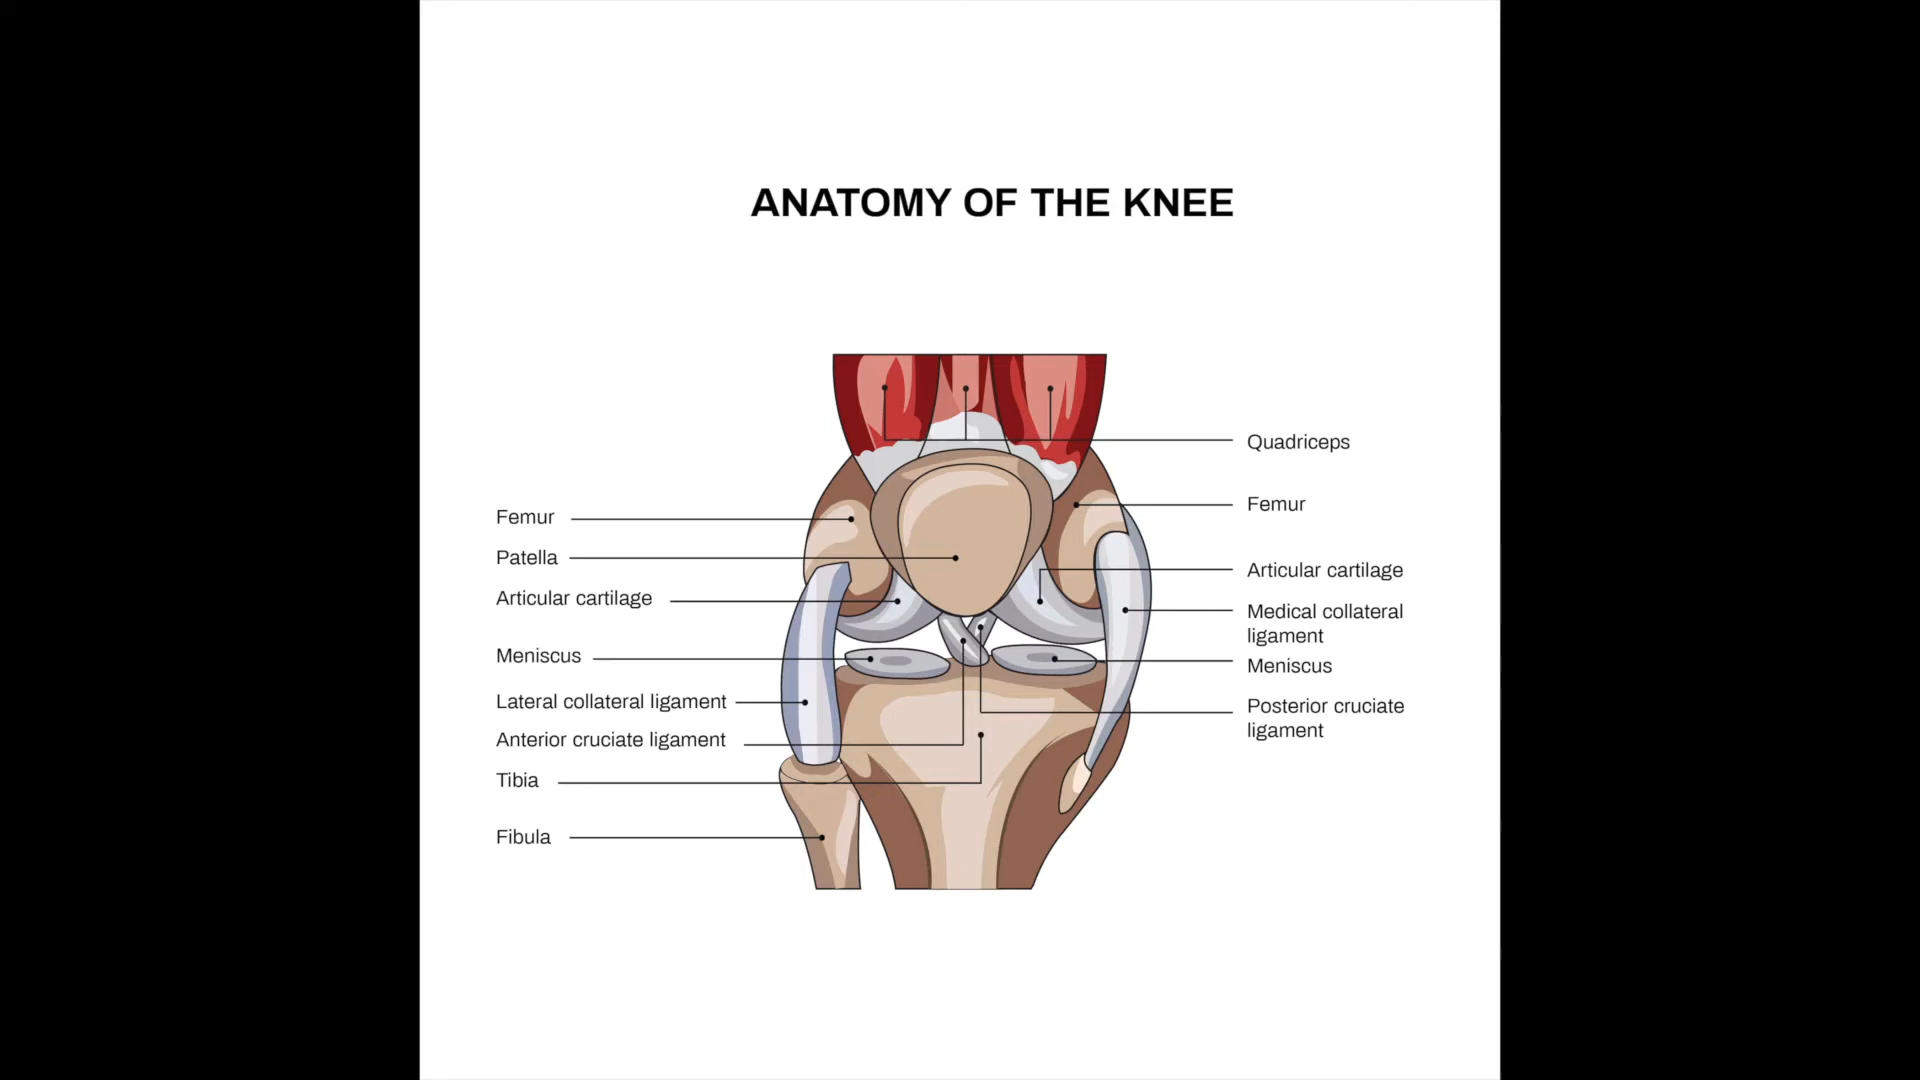 ANATOMY OF THE KNEE
Femur
Patella
Articular cartilage
Meniscus
Lateral collateral ligament
Anterior cruciate ligament
Tibia
Fibula
Quadriceps
Femur
Articular cartilage
Medical collateral
ligament
Meniscus
Posterior cruciate
ligament